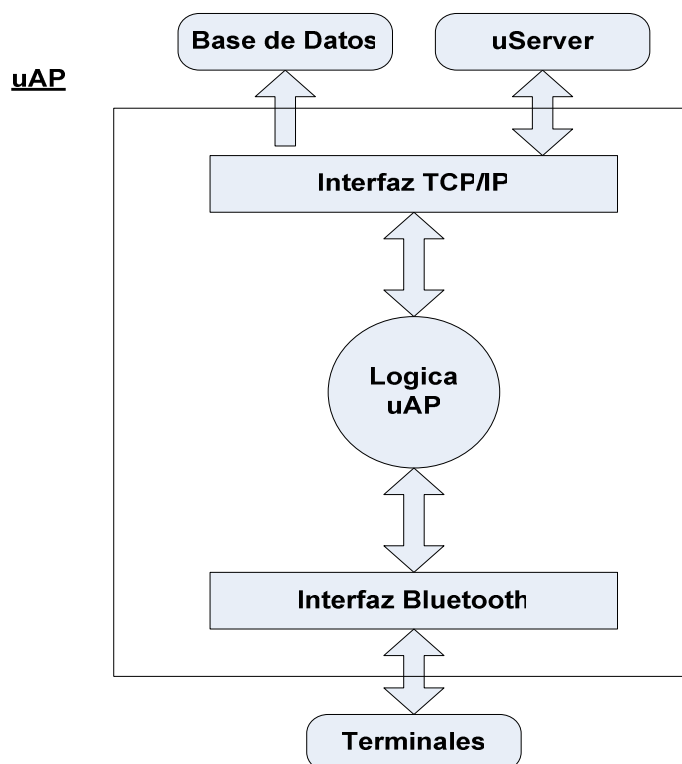 Base de Datos
uServer
uAP
Interfaz TCP/IP
Logica
uAP
Interfaz Bluetooth
Terminales